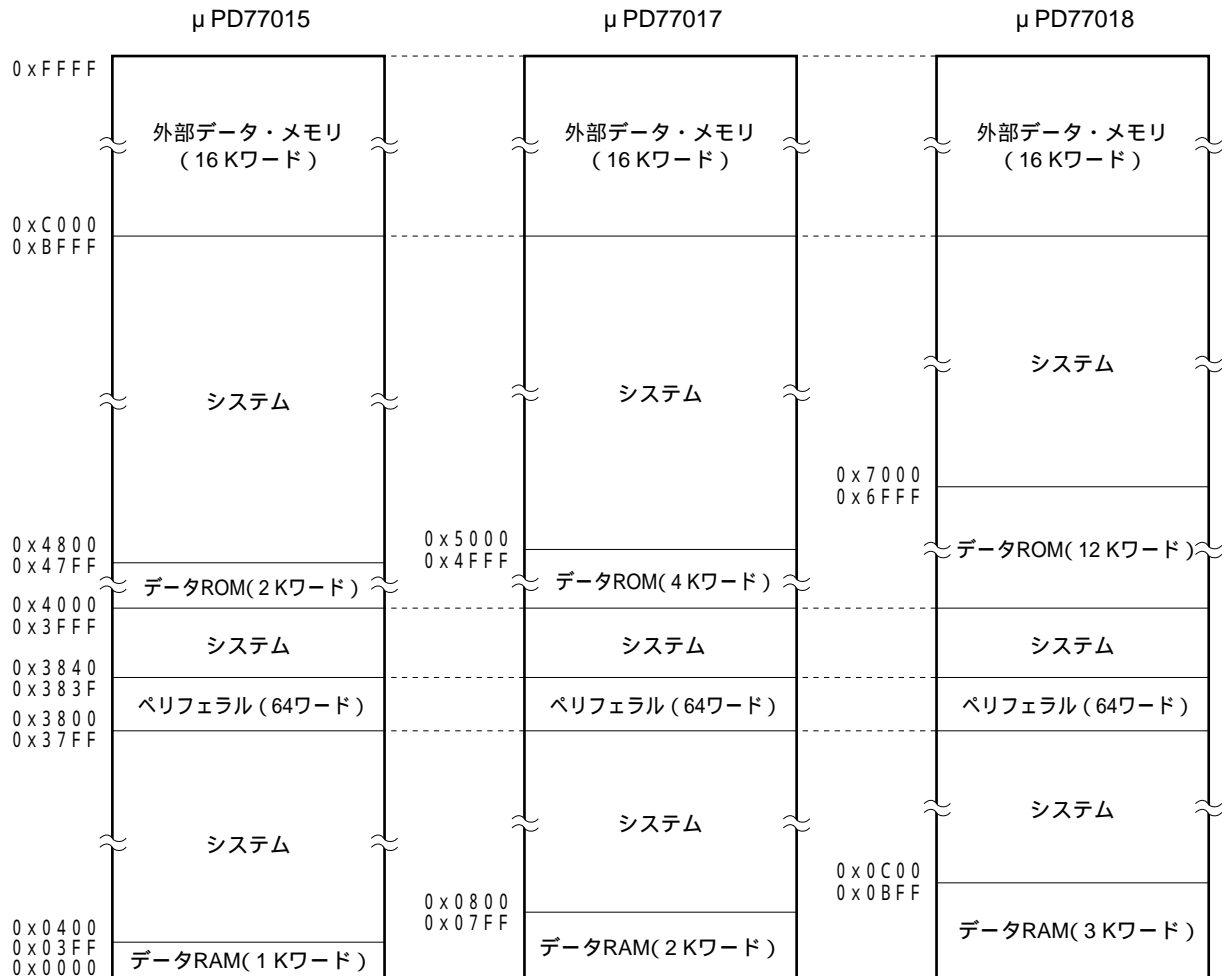 μPD77015
μPD77017
μPD77018
0xFFFF
外部データ・メモリ
（16 Kワード）
外部データ・メモリ
（16 Kワード）
外部データ・メモリ
（16 Kワード）
0xC000
0xBFFF
システム
システム
システム
0x7000
0x6FFF
0x4800
0x47FF
0x5000
0x4FFF
データROM（2 Kワード）
データROM（4 Kワード）
データROM（12 Kワード）
0x4000
0x3FFF
システム
システム
システム
0x3840
0x383F
ペリフェラル（64ワード）
ペリフェラル（64ワード）
ペリフェラル（64ワード）
0x3800
0x37FF
システム
システム
システム
0x0C00
0x0BFF
0x0800
0x07FF
0x0400
0x03FF
0x0000
データRAM（1 Kワード）
データRAM（2 Kワード）
データRAM（3 Kワード）